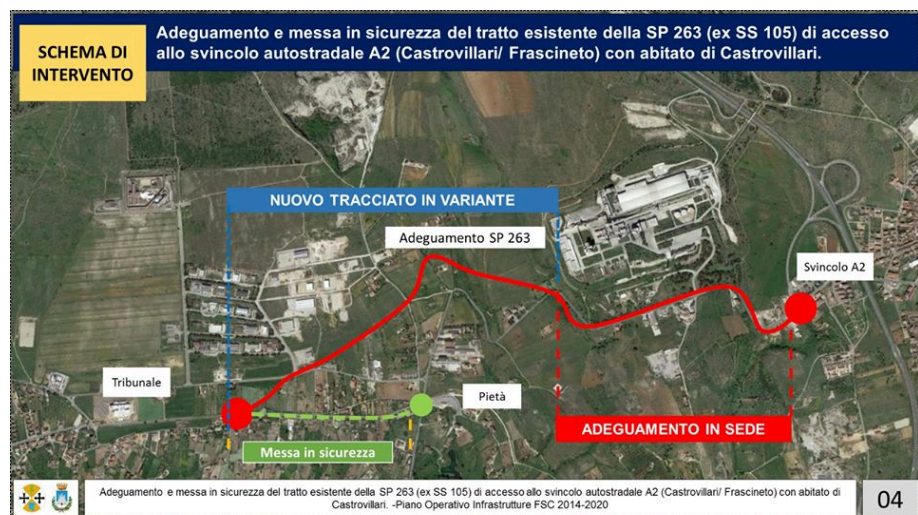 SCHEMA DI
INTERVENTO
Adeguamento e messa in sicurezza del tratto esistente della SP 263 (ex SS 105) di accesso
allo svincolo autostradale A2 (Castrovillari/ Frascineto) con abitato di Castrovillari.
NUOVO TRACCIATO IN VARIANTE
Adeguamento SP 263
Svincolo A2
Tribunale
Pietà
Messa in sicurezza
ADEGUAMENTO IN SEDE
Adeguamento e messa in sicurezza del tratto esistente della SP 263 (ex SS 105) di accesso allo svincolo autostradale A2 (Castrovillari/ Frascineto) con abitato di
Castrovillari. -Piano Operativo Infrastrutture FSC 2014-2020
04